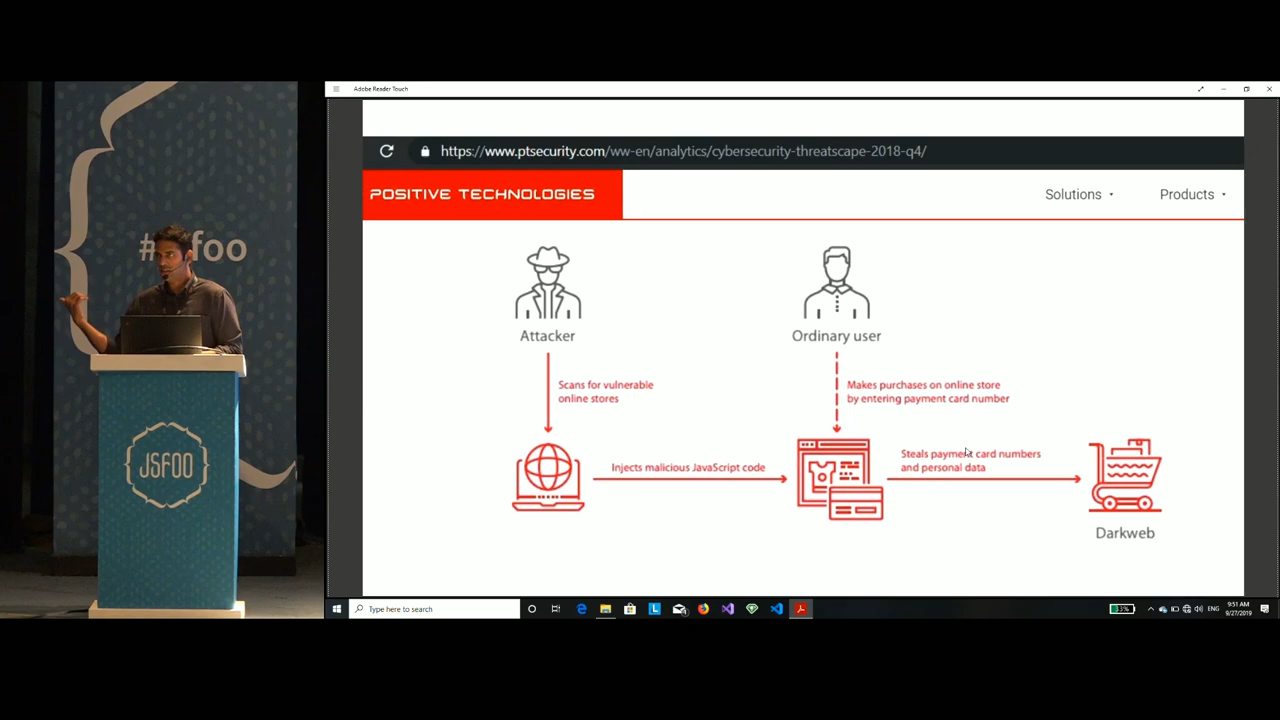 #jsfoo
JSFOO
Adobe Reader Touch
https://www.ptsecurity.com/ww-en/analytics/cybersecurity-threatscape-2018-q4/
POSITIVE TECHNOLOGIES
Solutions
Products
Attacker
Ordinary user
Scans for vulnerable
online stores
Makes purchases on online store
by entering payment card number
Injects malicious JavaScript code
Steals payment card numbers
and personal data
Darkweb
Type here to search
ENG
9:51 AM
9/27/2019